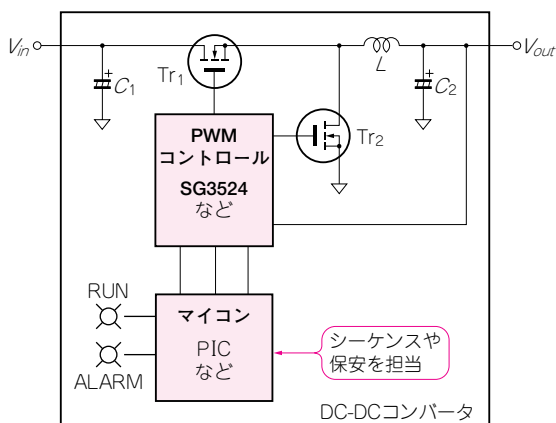 Vin
C1
Tr1
L
C2
Vout
Tr2
PWM
コントロール
SG3524
など
RUN
ALARM
マイコン
PIC
など
シーケンスや
保安を担当
DC-DCコンバータ